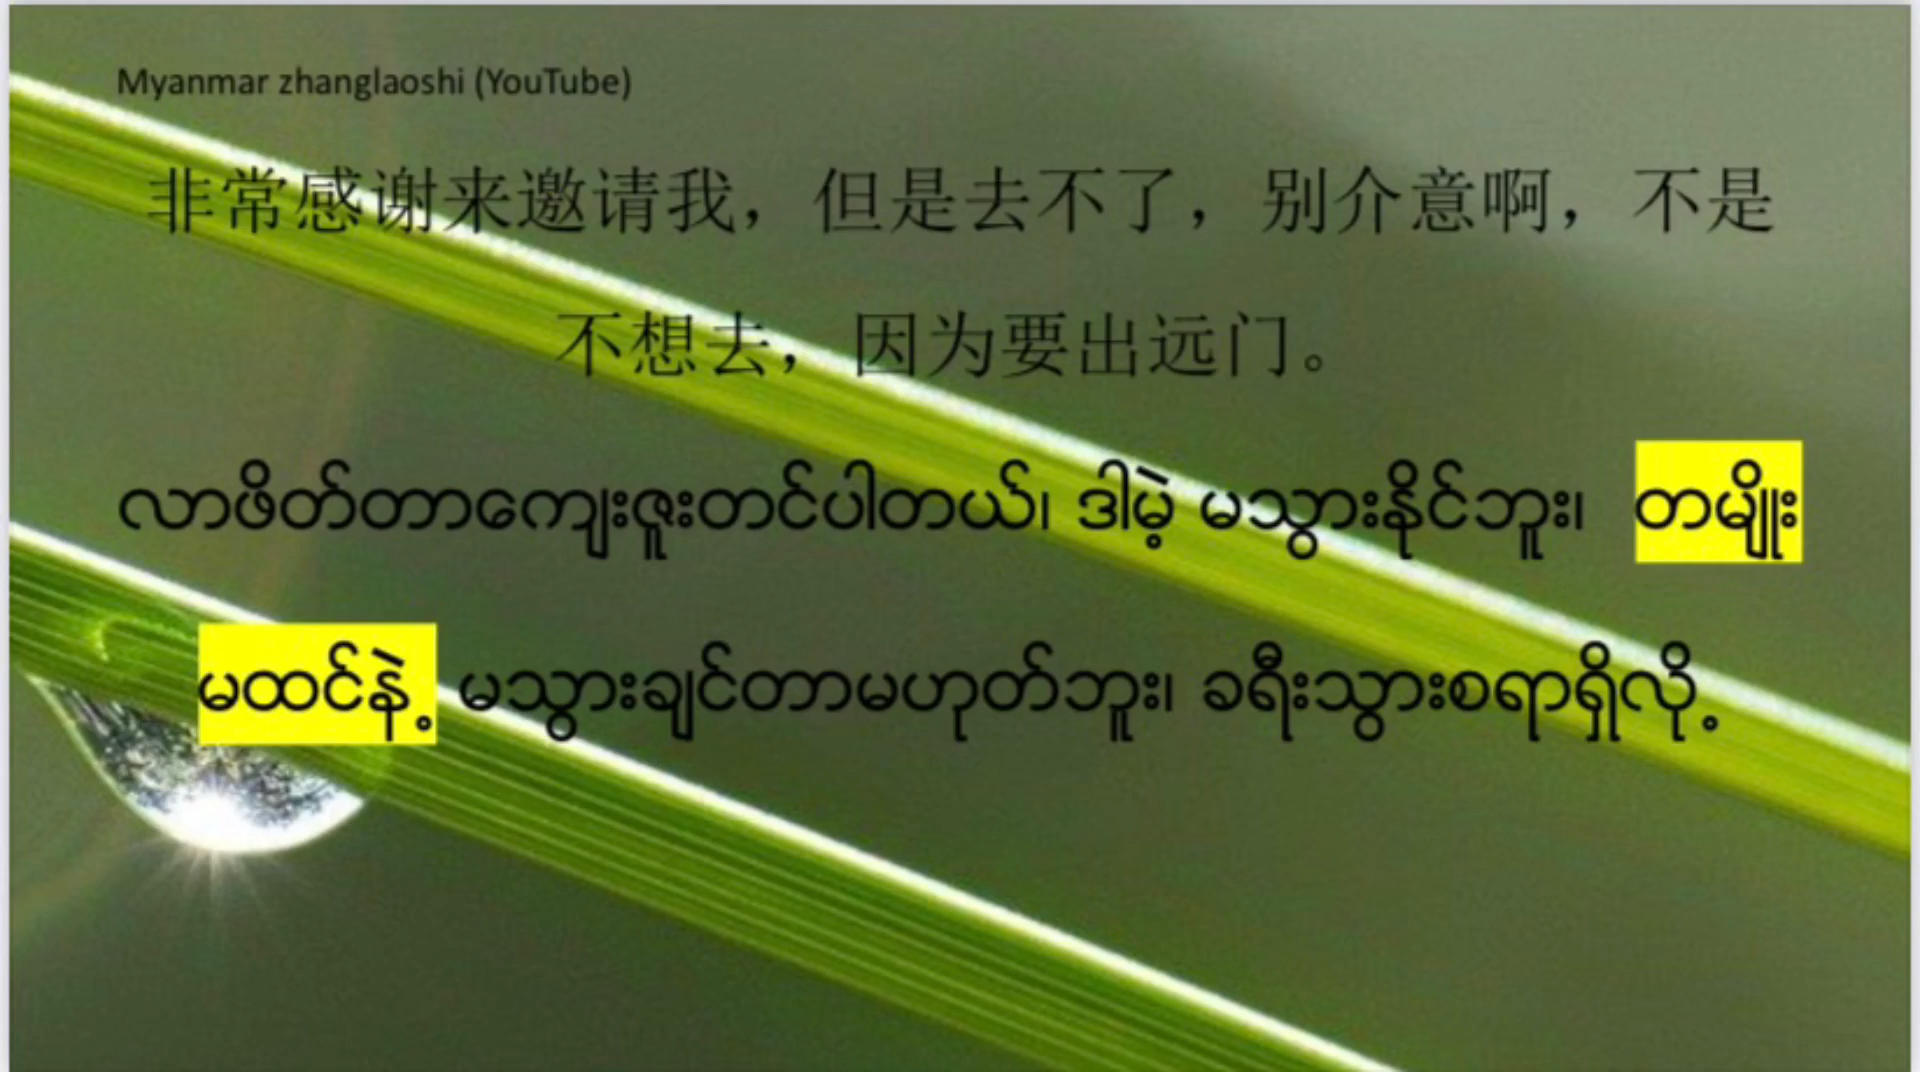 Myanmar zhanglaoshi (YouTube)
非常感谢来邀请我，但是去不了，别介意啊，不是
不想去，因为要出远门。
လာဖိတ်တာကျေးဇူးတင်ပါတယ်၊ ဒါမဲ့ မသွားနိုင်ဘူး၊ တမျိုး
မထင်နဲ့ မသွားချင်တာမဟုတ်ဘူး၊ ခရီးသွားစရာရှိလို့